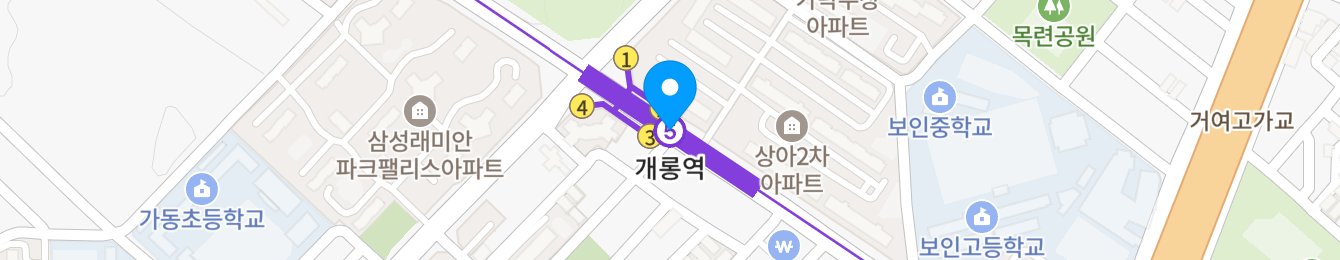 아파트
목련공원
1
4
3
5
개롱역
삼성래미안
파크팰리스아파트
가동초등학교
상아2차
아파트
보인중학교
보인고등학교
거여고가교
₩